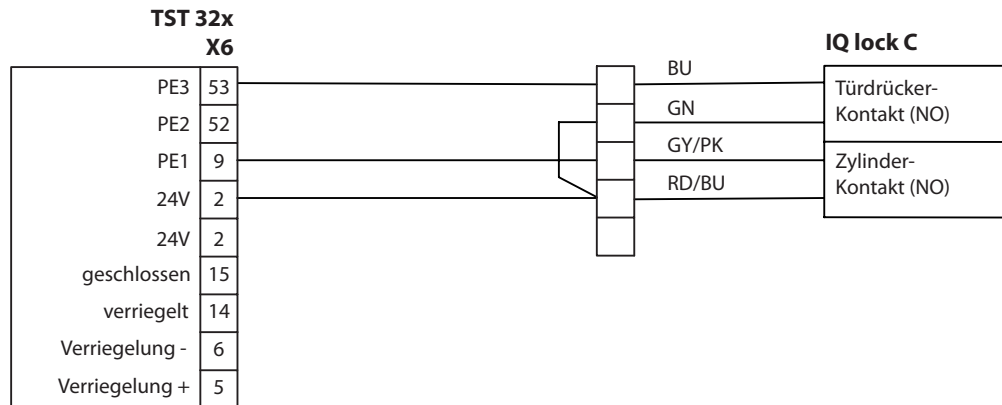 TST 32x
X6
IQ lock C
PE3 53
PE2 52
PE1 9
24V 2
24V 2
geschlossen 15
verriegelt 14
Verriegelung - 6
Verriegelung + 5
BU
GN
GY/PK
RD/BU
Türdrücker-
Kontakt (NO)
Zylinder-
Kontakt (NO)